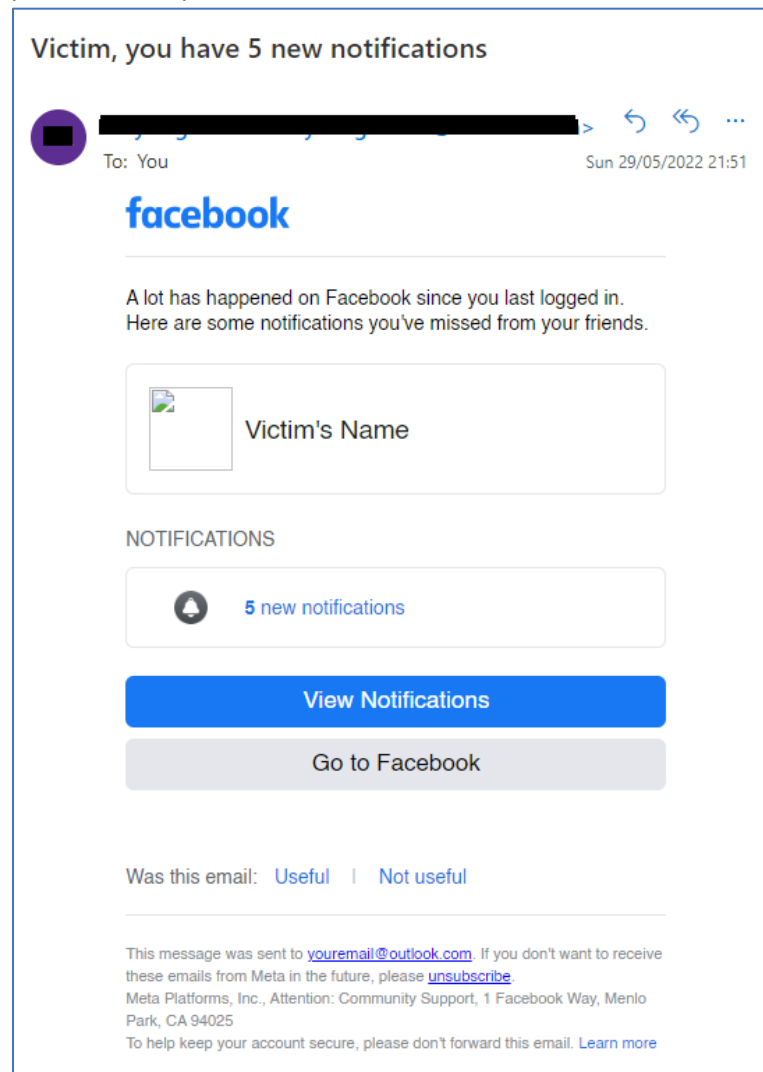 Victim, you have 5 new notifications
To: You
Sun 29/05/2022 21:51
facebook
A lot has happened on Facebook since you last logged in.
Here are some notifications you've missed from your friends.
Victim's Name
NOTIFICATIONS
5 new notifications
View Notifications
Go to Facebook
Was this email: Useful | Not useful
This message was sent to youremail@outlook.com. If you don't want to receive
these emails from Meta in the future, please unsubscribe.
Meta Platforms, Inc., Attention: Community Support, 1 Facebook Way, Menlo
Park, CA 94025
To help keep your account secure, please don't forward this email. Learn more